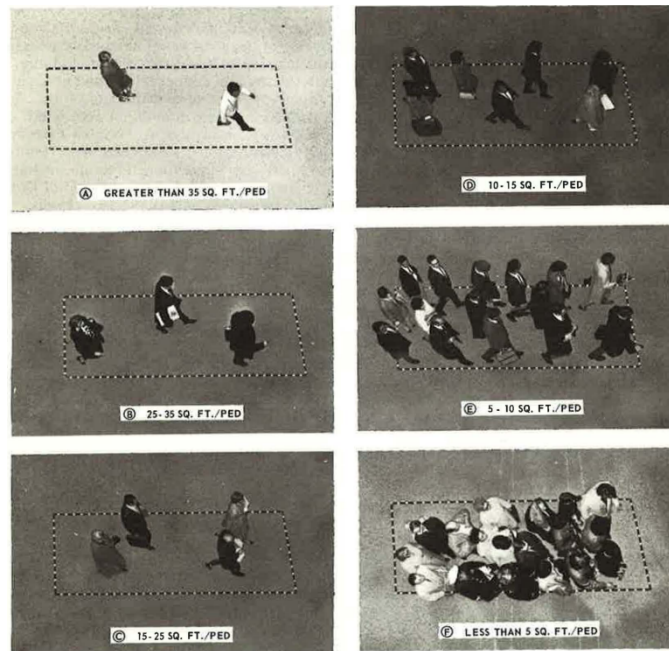 Ⓐ GREATER THAN 35 SQ. FT./PED
Ⓑ 25-35 SQ. FT./PED
Ⓒ 15-25 SQ. FT./PED
Ⓓ 10-15 SQ. FT./PED
Ⓔ 5-10 SQ. FT./PED
Ⓕ LESS THAN 5 SQ. FT./PED